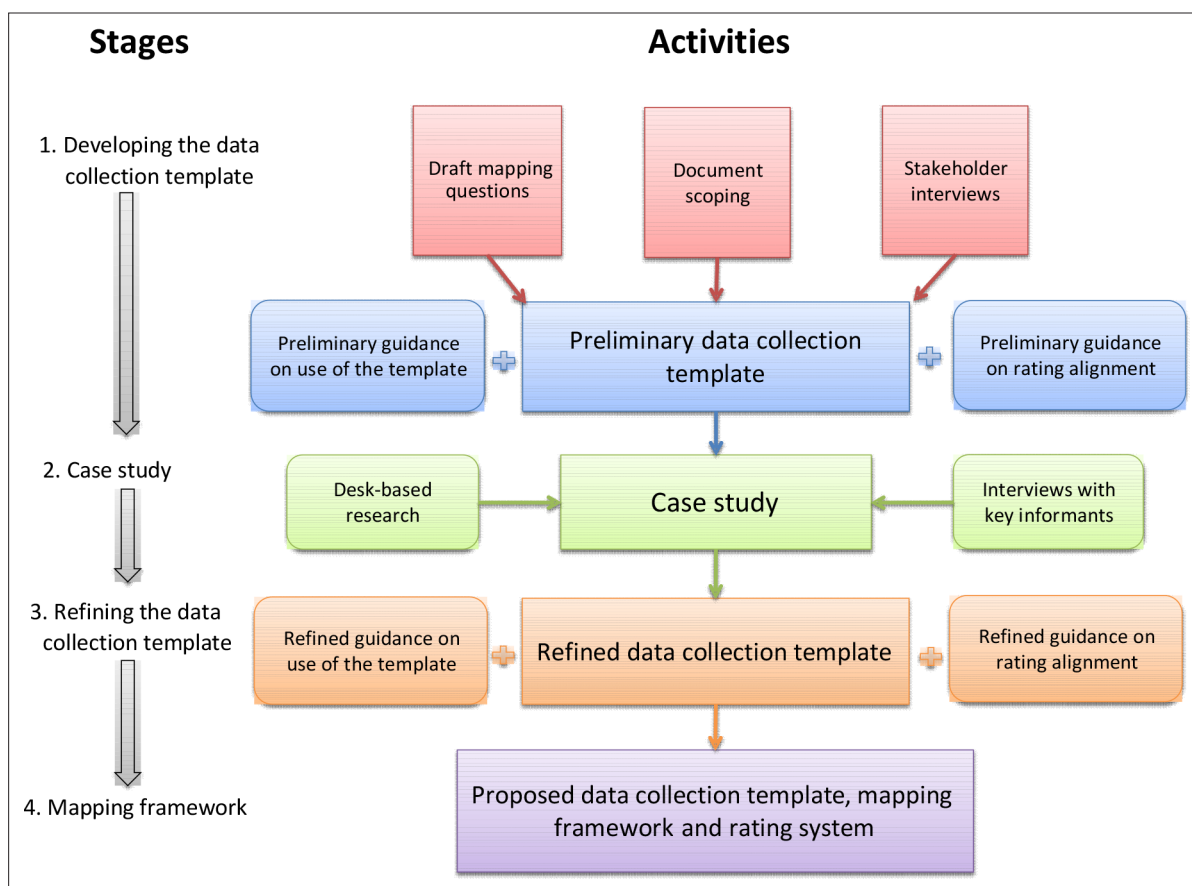 Stages
Activities
1. Developing the data
collection template
Draft mapping
questions
Document
scoping
Stakeholder
interviews
Preliminary guidance
on use of the template
Preliminary data collection
template
Preliminary guidance
on rating alignment
2. Case study
Desk-based
research
Case study
Interviews with
key informants
3. Refining the data
collection template
Refined guidance on
use of the template
Refined data collection template
Refined guidance on
rating alignment
4. Mapping framework
Proposed data collection template, mapping
framework and rating system